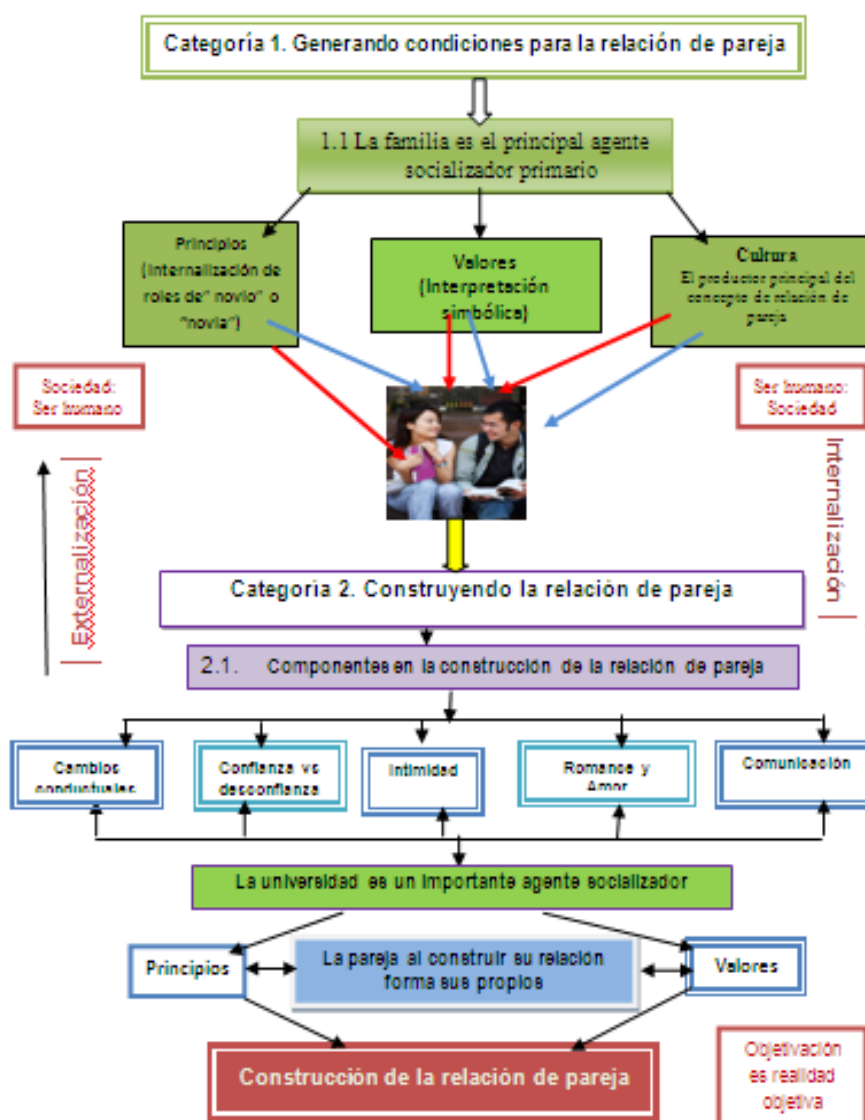 Categoría 1. Generando condiciones para la relación de pareja
1.1 La familia es el principal agente
socializador primario
Principios
(Internalización de
roles de" novio" o
"novia")
Valores
(Interpretación
simbólica)
Cultura
El productor principal del
concepto de relación de
pareja
Sociedad:
Ser humano
Ser humano:
Sociedad
Externalización
Internalización
Categoría 2. Construyendo la relación de pareja
2.1. Componentes en la construcción de la relación de pareja
Cambios
conductuales
Confianza vs
desconfianza
Intimidad
Romance y
Amor
Comunicación
La universidad es un importante agente socializador
Principios
La pareja al construir su relación
forma sus propios
Valores
Construcción de la relación de pareja
Objetivación
es realidad
objetiva